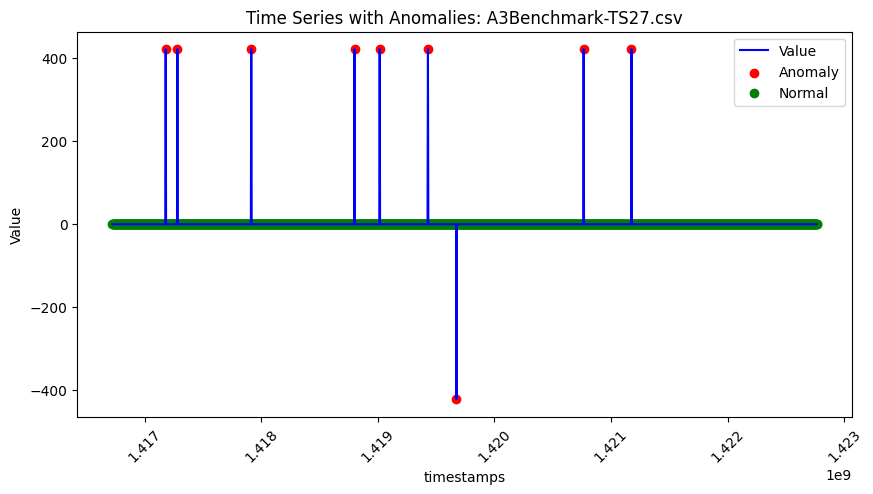 Time Series with Anomalies: A3Benchmark-TS27.csv
Value
Anomaly
Normal
400
200
0
−200
−400
Value
1.417
1.418
1.419
1.420
1.421
1.422
1.423
1e9
timestamps